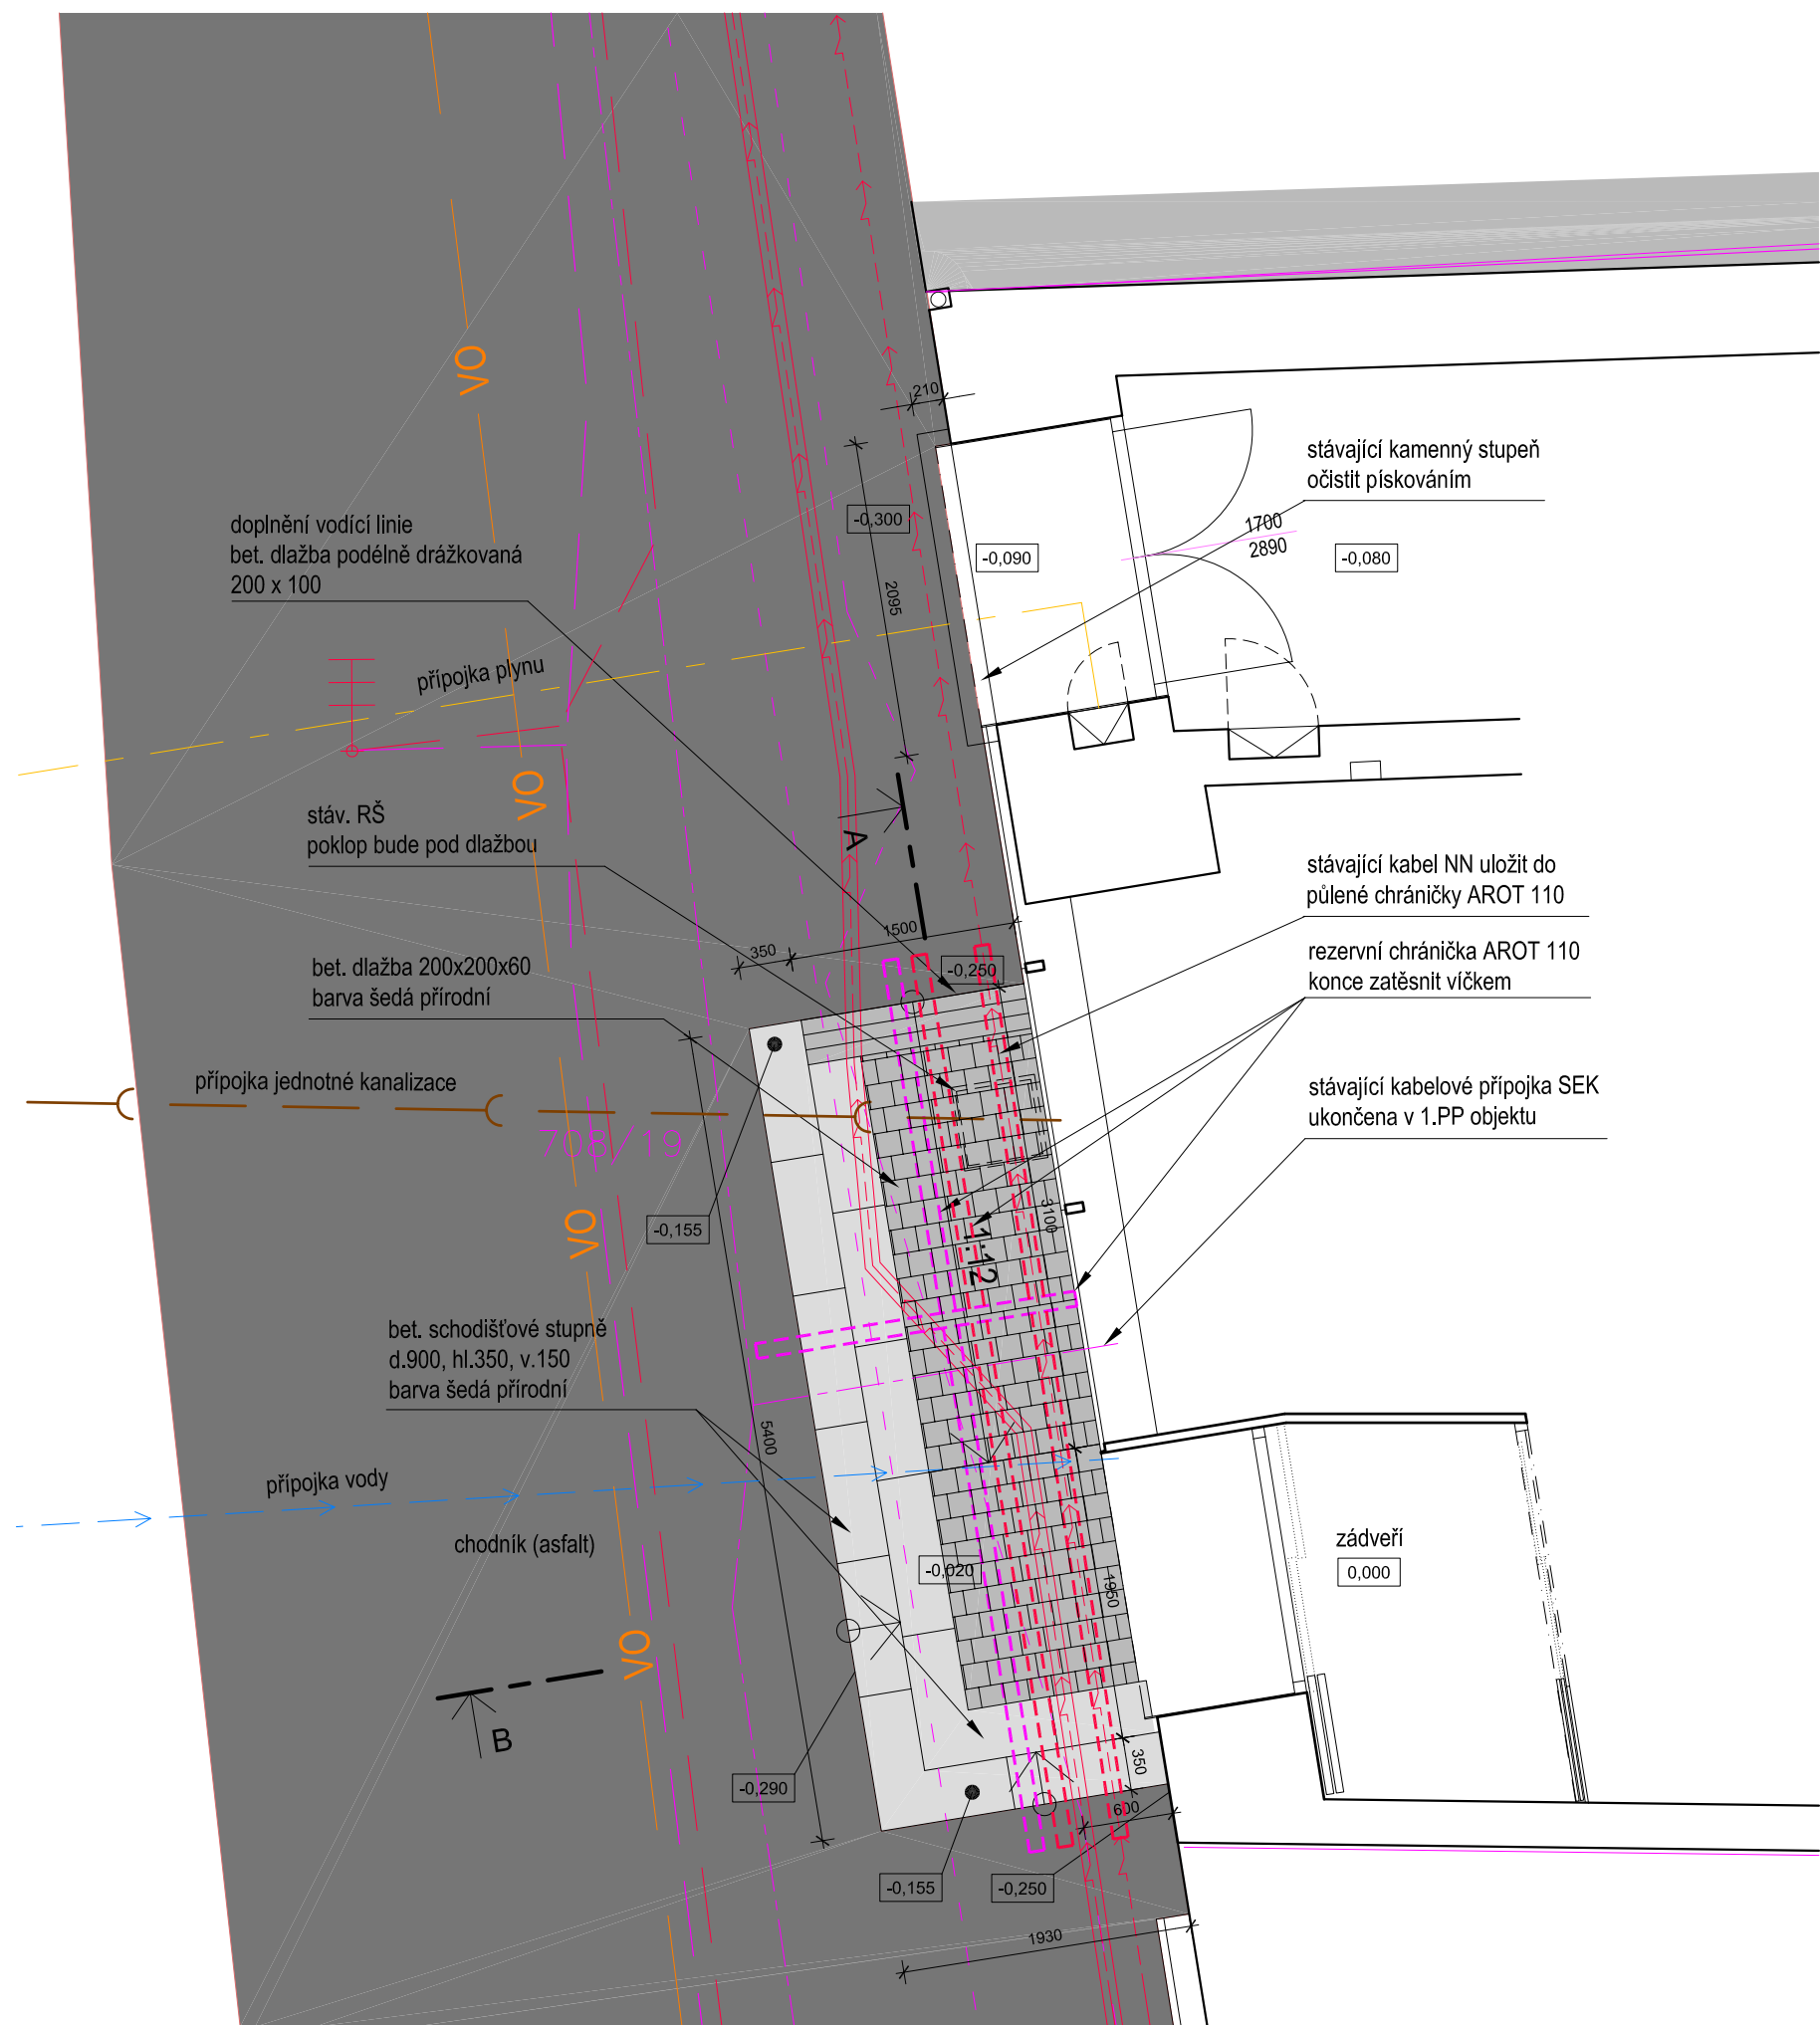 VO
210
stávající kamenný stupeň
očistit pískováním
-0,300
1700
2890
-0,090
-0,080
doplnění vodící linie
bet. dlažba podélně drážkovaná
200 x 100
2095
přípojka plynu
VO
stáv. RŠ
poklop bude pod dlažbou
A
stávající kabel NN uložit do
půlené chráničky AROT 110
1500
350
-0,250
rezervní chránička AROT 110
konce zatěsnit víčkem
bet. dlažba 200x200x60
barva šedá přírodní
přípojka jednotné kanalizace
stávající kabelové přípojka SEK
ukončena v 1.PP objektu
708/19
3100
VO
-0,155
1:12
bet. schodišťové stupně
d.900, hl.350, v.150
barva šedá přírodní
5400
přípojka vody
chodník (asfalt)
zádveří
0,000
-0,020
1950
VO
B
350
-0,290
600
-0,155
-0,250
1930